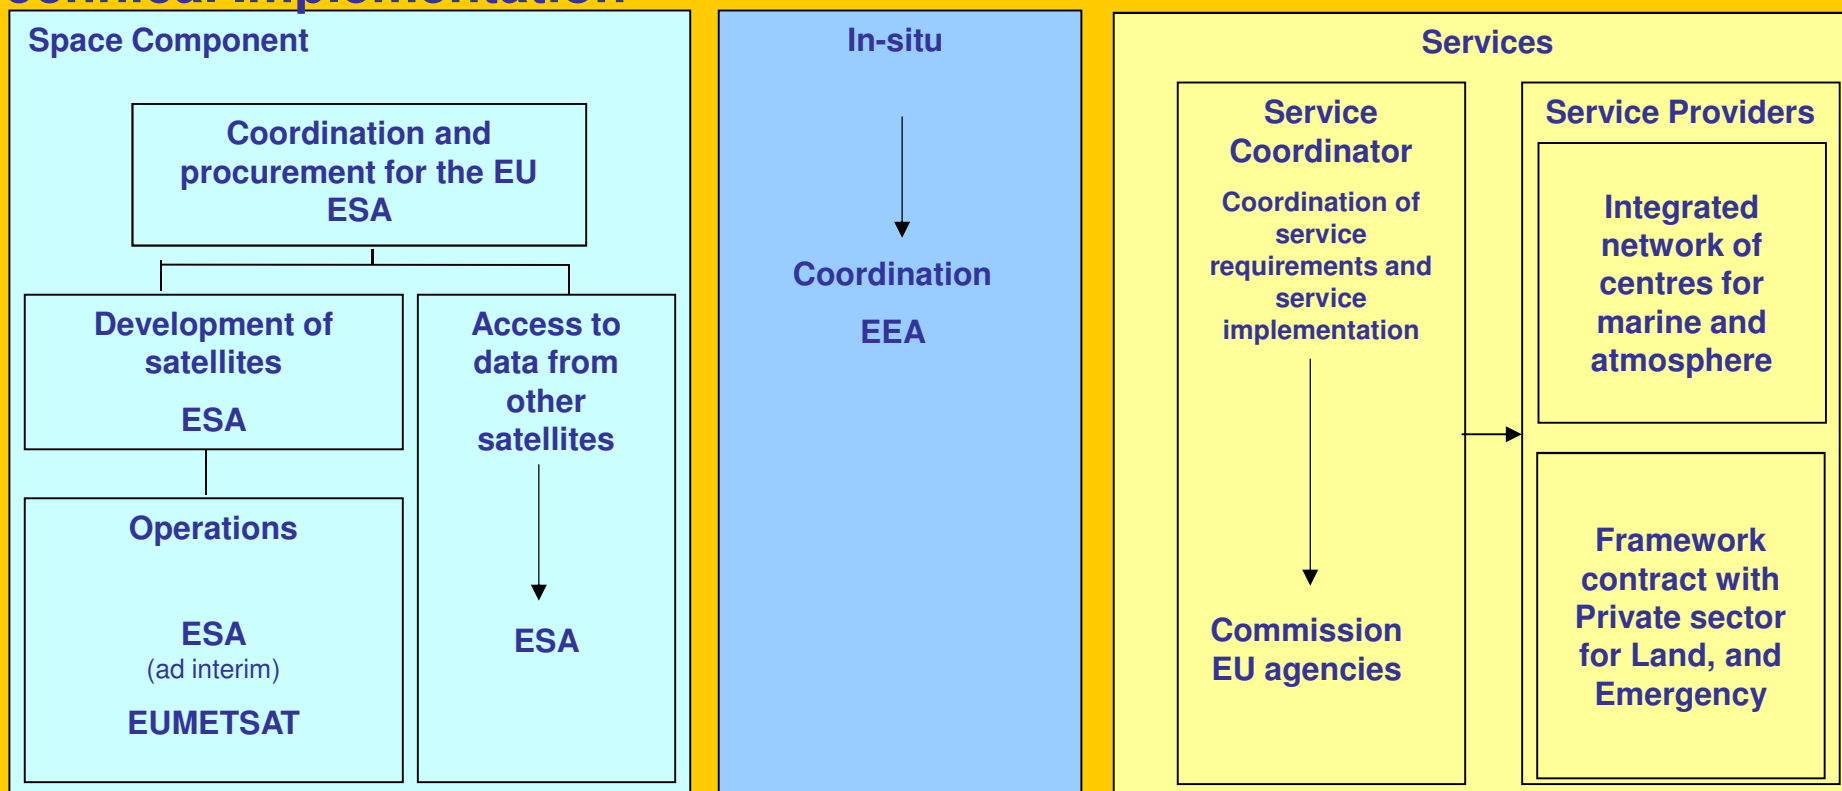 Implementation
Space Component
Coordination and
procurement for the EU
ESA
Development of
satellites
ESA
Operations
ESA
(ad interim)
EUMETSAT
Access to
data from
other
satellites
ESA
In-situ
Coordination
EEA
Services
Service
Coordinator
Coordination of
service
requirements and
service
implementation
Commission
EU agencies
Service Providers
Integrated
network of
centres for
marine and
atmosphere
Framework
contract with
Private sector
for Land, and
Emergency